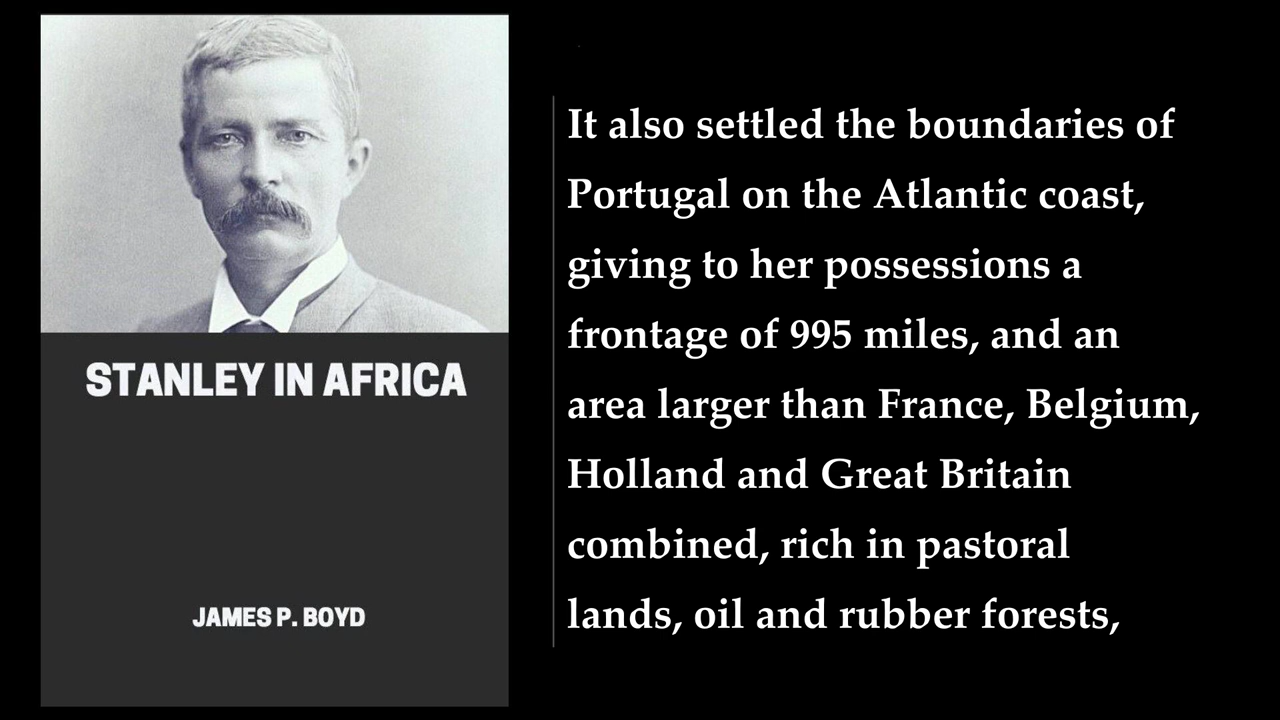 STANLEY IN AFRICA
JAMES P. BOYD
It also settled the boundaries of
Portugal on the Atlantic coast,
giving to her possessions a
frontage of 995 miles, and an
area larger than France, Belgium,
Holland and Great Britain
combined, rich in pastoral
lands, oil and rubber forests,